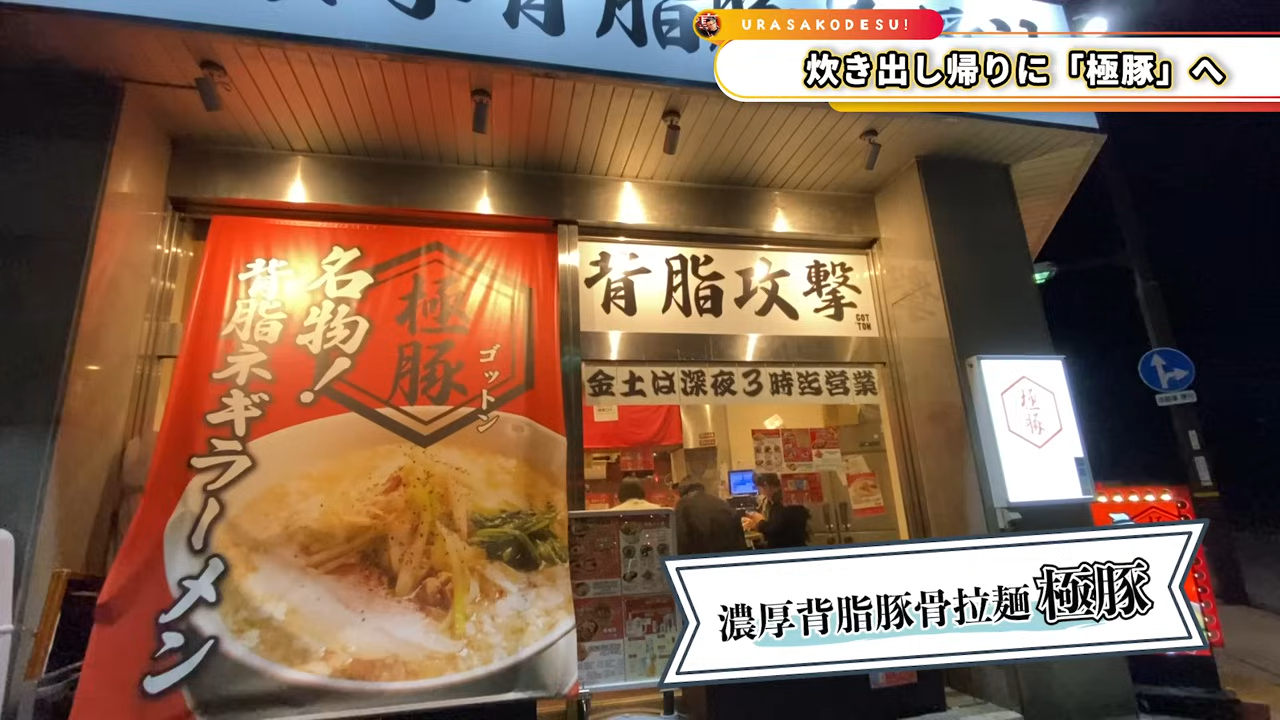 URASAKODESU!
炊き出し帰りに「極豚」へ
名物!
背脂ネギラーメン
極豚
ゴットン
背脂攻撃
GOT
TON
金土は深夜3時迄営業
極豚
濃厚背脂豚骨拉麺 極豚